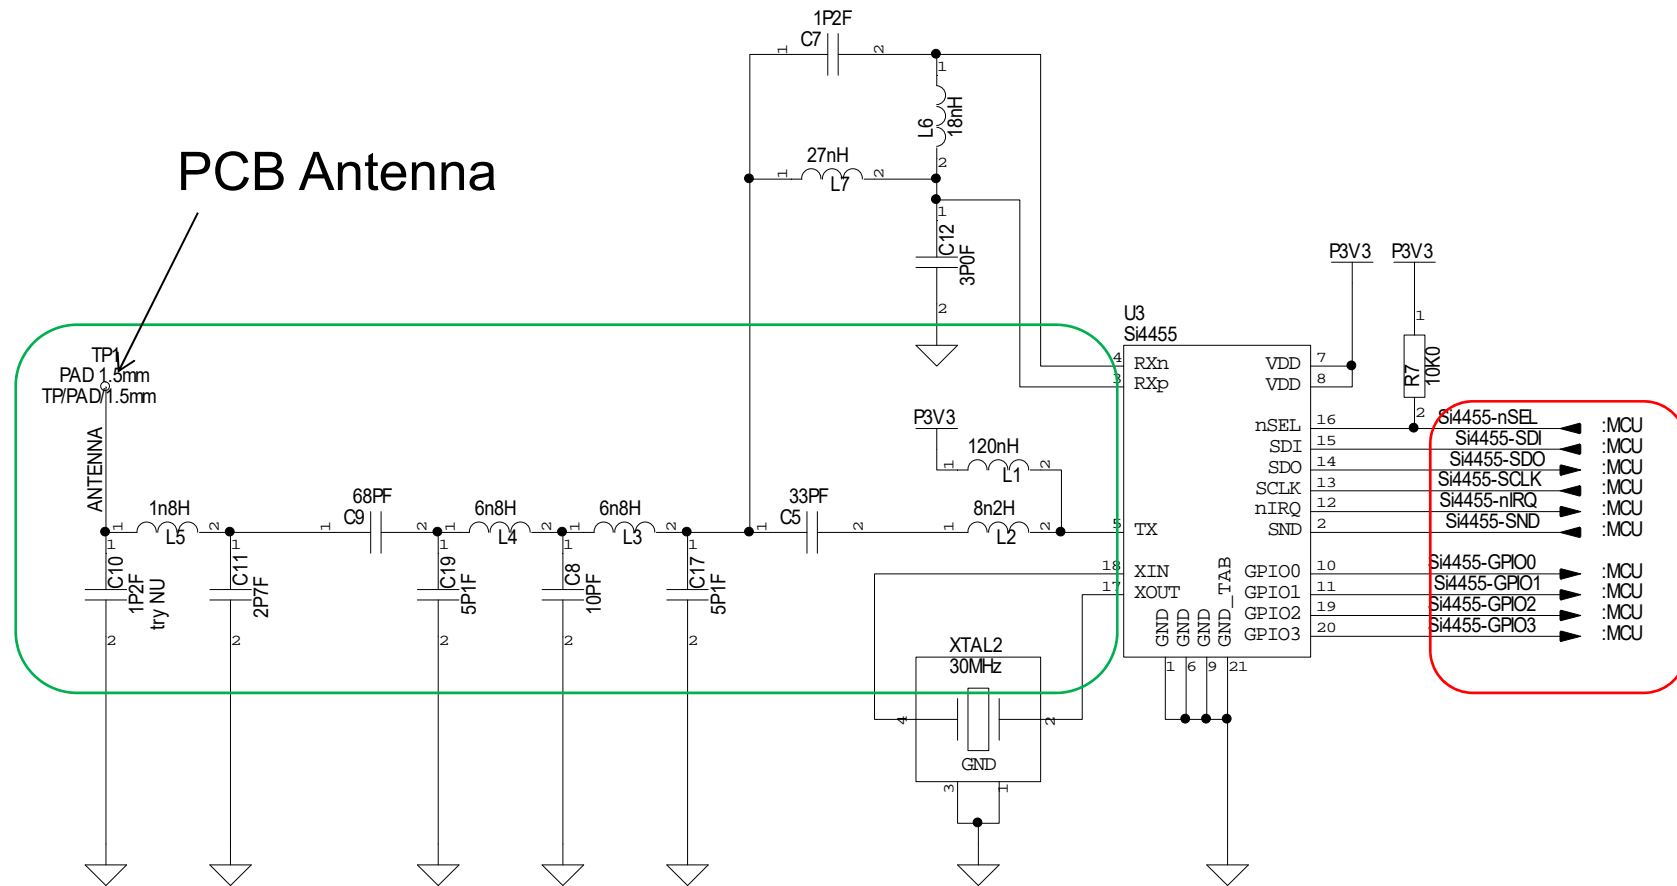 1P2F
C7
1
2
1
L6
18nH
2
PCB Antenna
27nH
1
2
L7
1
C12
3P0F
2
P3V3
P3V3
U3
Si4455
1
R7
10K0
2
TP1
PAD 1.5mm
TP/PAD/1.5mm
ANTENNA
4
RXn
3
RXp
VDD
7
VDD
8
nSEL
16
Si4455-nSEL
:MCU
SDI
15
Si4455-SDI
:MCU
SDO
14
Si4455-SDO
:MCU
SCLK
13
Si4455-SCLK
:MCU
nIRQ
12
Si4455-nIRQ
:MCU
SND
2
Si4455-SND
:MCU
P3V3
120nH
1
2
L1
1n8H
1
2
L5
68PF
C9
1
2
6n8H
1
2
L4
6n8H
1
2
L3
33PF
C5
1
2
8n2H
1
2
L2
5
TX
18
XIN
17
XOUT
GPIO0
10
Si4455-GPIO0
:MCU
GPIO1
11
Si4455-GPIO1
:MCU
GPIO2
19
Si4455-GPIO2
:MCU
GPIO3
20
Si4455-GPIO3
:MCU
1
C10
1P2F
try NU
2
1
C11
2P7F
2
1
C19
5P1F
2
1
C8
10PF
2
1
C17
5P1F
2
GND
GND
GND
GND_TAB
1
6
9
21
XTAL2
30MHz
4
2
GND
3
1